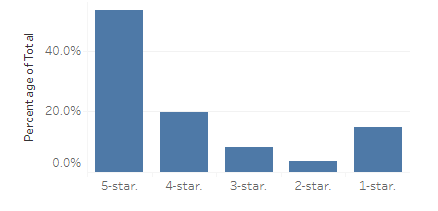 Percentage of Total
40.0%
20.0%
0.0%
5-star.
4-star.
3-star.
2-star.
1-star.